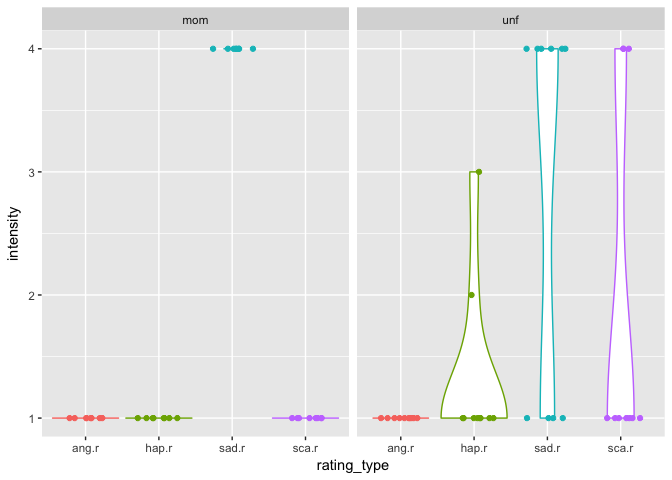 mom unf
intensity
4
3
2
1
ang.r hap.r sad.r sca.r ang.r hap.r sad.r sca.r
rating_type